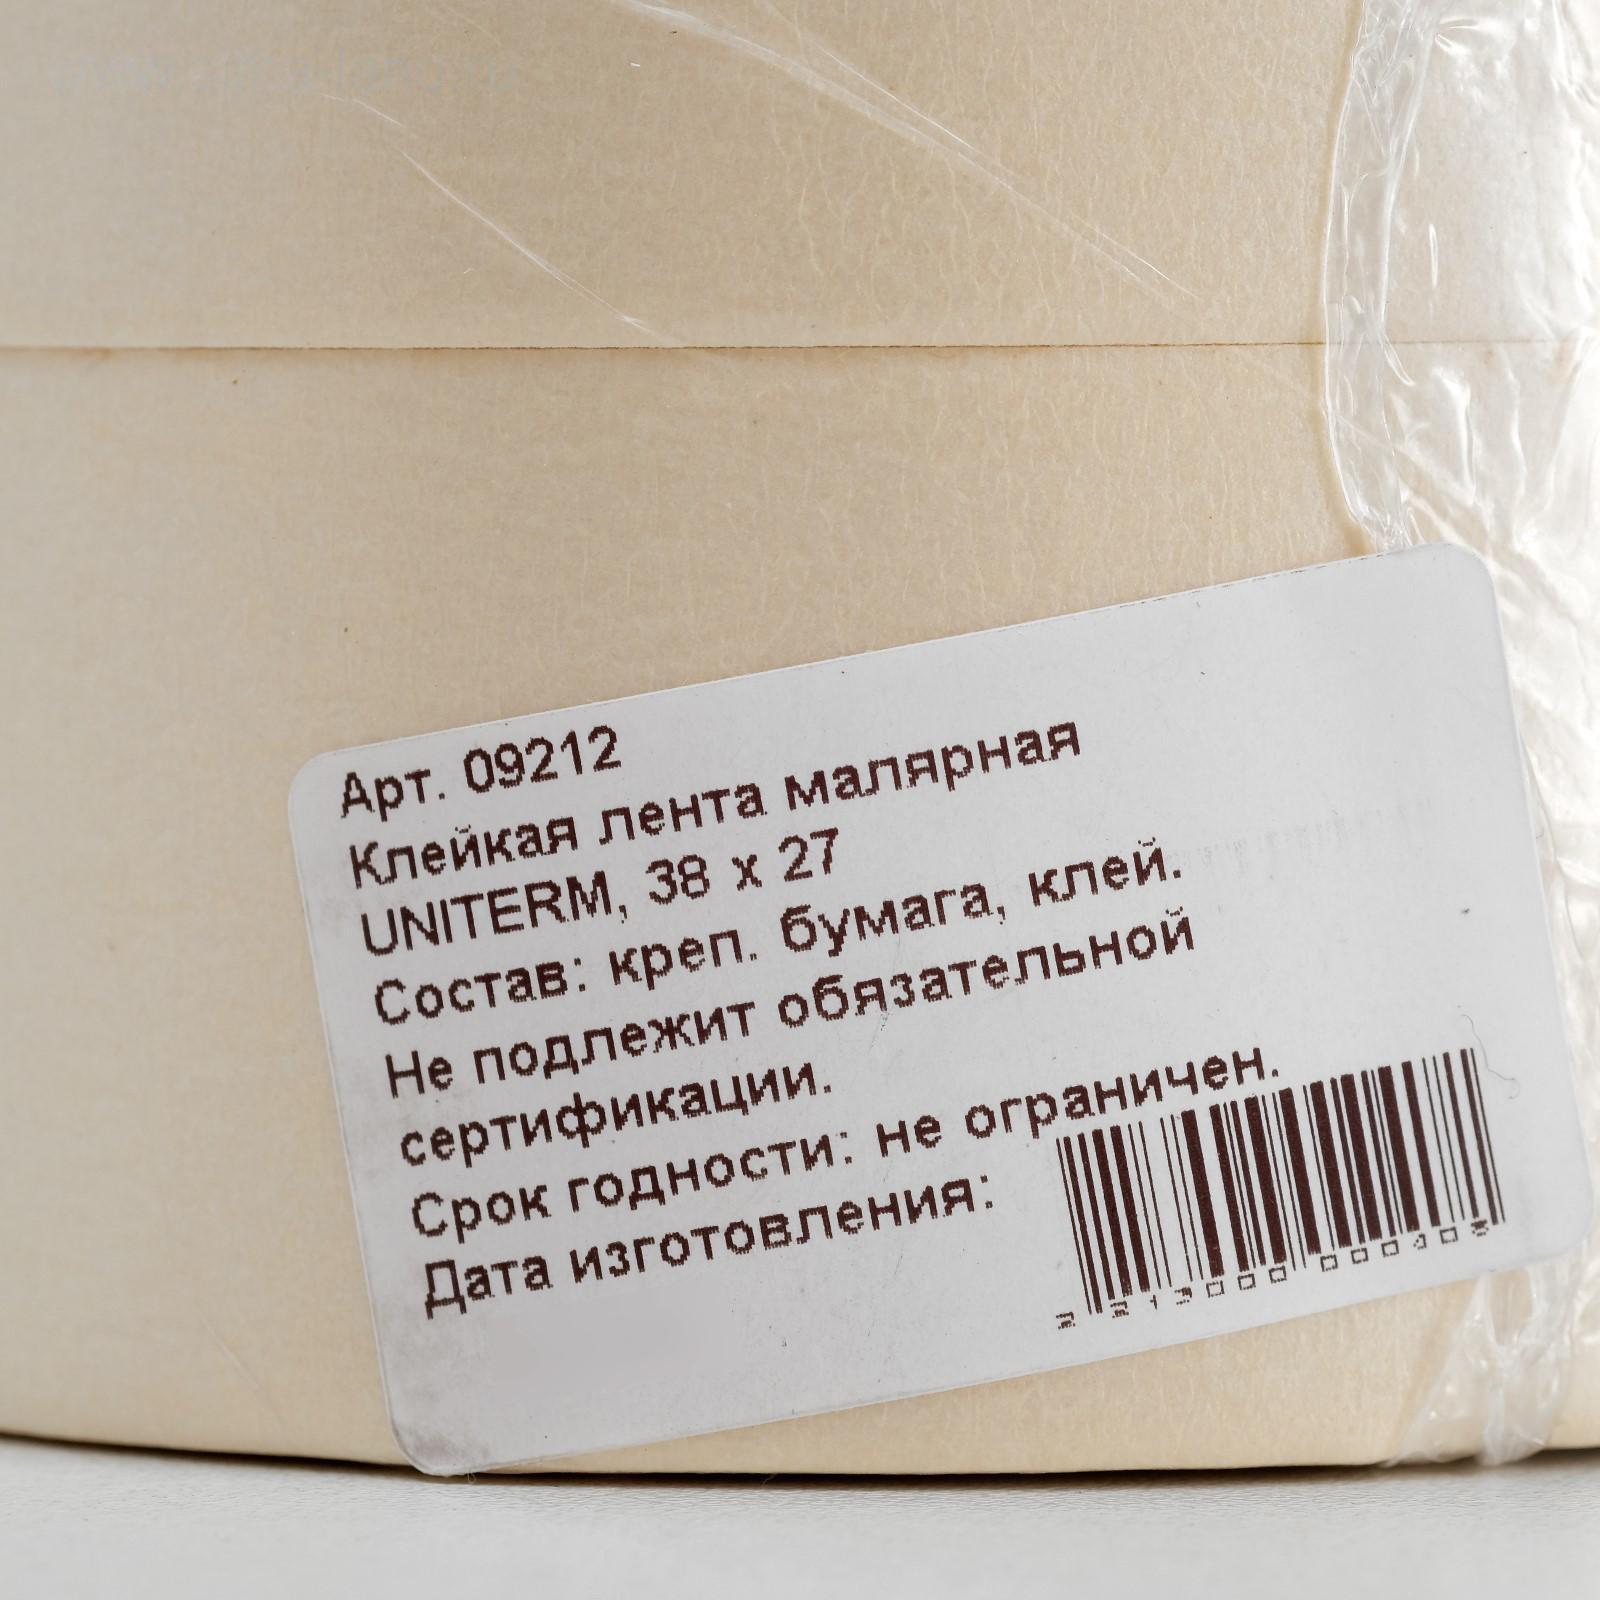 Арт. 09212
Клейкая лента малярная
UNITERM, 38 x 27
Состав: креп. бумага, клей.
Не подлежит обязательной
сертификации.
Срок годности: не ограничен.
Дата изготовления: